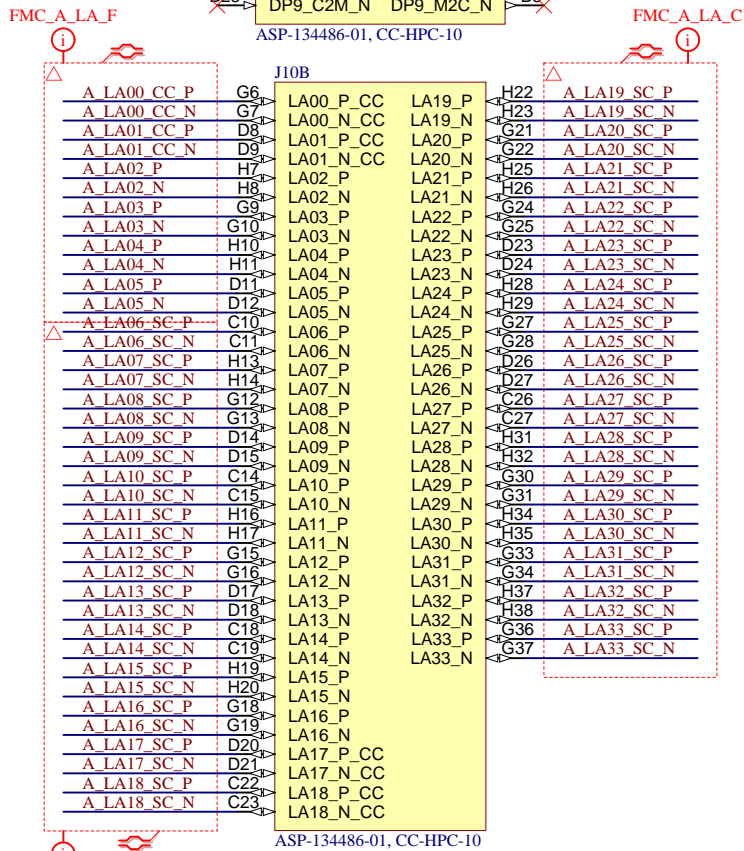 DP9_C2M_N DP9_M2C_N
FMC_A_LA_F FMC_A_LA_C
ASP-134486-01, CC-HPC-10
J10B
A_LA00_CC_P G6 LA00_P_CC LA19_P H22 A_LA19_SC_P
A_LA00_CC_N G7 LA00_N_CC LA19_N H23 A_LA19_SC_N
A_LA01_CC_P D8 LA01_P_CC LA20_P G21 A_LA20_SC_P
A_LA01_CC_N D9 LA01_N_CC LA20_N G22 A_LA20_SC_N
A_LA02_P H7 LA02_P LA21_P H25 A_LA21_SC_P
A_LA02_N H8 LA02_N LA21_N H26 A_LA21_SC_N
A_LA03_P G9 LA03_P LA22_P G24 A_LA22_SC_P
A_LA03_N G10 LA03_N LA22_N G25 A_LA22_SC_N
A_LA04_P H10 LA04_P LA23_P D23 A_LA23_SC_P
A_LA04_N H11 LA04_N LA23_N D24 A_LA23_SC_N
A_LA05_P D11 LA05_P LA24_P H28 A_LA24_SC_P
A_LA05_N D12 LA05_N LA24_N H29 A_LA24_SC_N
A_LA06_SC_P C10 LA06_P LA25_P G27 A_LA25_SC_P
A_LA06_SC_N C11 LA06_N LA25_N G28 A_LA25_SC_N
A_LA07_SC_P H13 LA07_P LA26_P D26 A_LA26_SC_P
A_LA07_SC_N H14 LA07_N LA26_N D27 A_LA26_SC_N
A_LA08_SC_P G12 LA08_P LA27_P C26 A_LA27_SC_P
A_LA08_SC_N G13 LA08_N LA27_N C27 A_LA27_SC_N
A_LA09_SC_P D14 LA09_P LA28_P H31 A_LA28_SC_P
A_LA09_SC_N D15 LA09_N LA28_N H32 A_LA28_SC_N
A_LA10_SC_P C14 LA10_P LA29_P G30 A_LA29_SC_P
A_LA10_SC_N C15 LA10_N LA29_N G31 A_LA29_SC_N
A_LA11_SC_P H16 LA11_P LA30_P H34 A_LA30_SC_P
A_LA11_SC_N H17 LA11_N LA30_N H35 A_LA30_SC_N
A_LA12_SC_P G15 LA12_P LA31_P G33 A_LA31_SC_P
A_LA12_SC_N G16 LA12_N LA31_N G34 A_LA31_SC_N
A_LA13_SC_P D17 LA13_P LA32_P H37 A_LA32_SC_P
A_LA13_SC_N D18 LA13_N LA32_N H38 A_LA32_SC_N
A_LA14_SC_P C18 LA14_P LA33_P G36 A_LA33_SC_P
A_LA14_SC_N C19 LA14_N LA33_N G37 A_LA33_SC_N
A_LA15_SC_P H19 LA15_P
A_LA15_SC_N H20 LA15_N
A_LA16_SC_P G18 LA16_P
A_LA16_SC_N G19 LA16_N
A_LA17_SC_P D20 LA17_P_CC
A_LA17_SC_N D21 LA17_N_CC
A_LA18_SC_P C22 LA18_P_CC
A_LA18_SC_N C23 LA18_N_CC
ASP-134486-01, CC-HPC-10